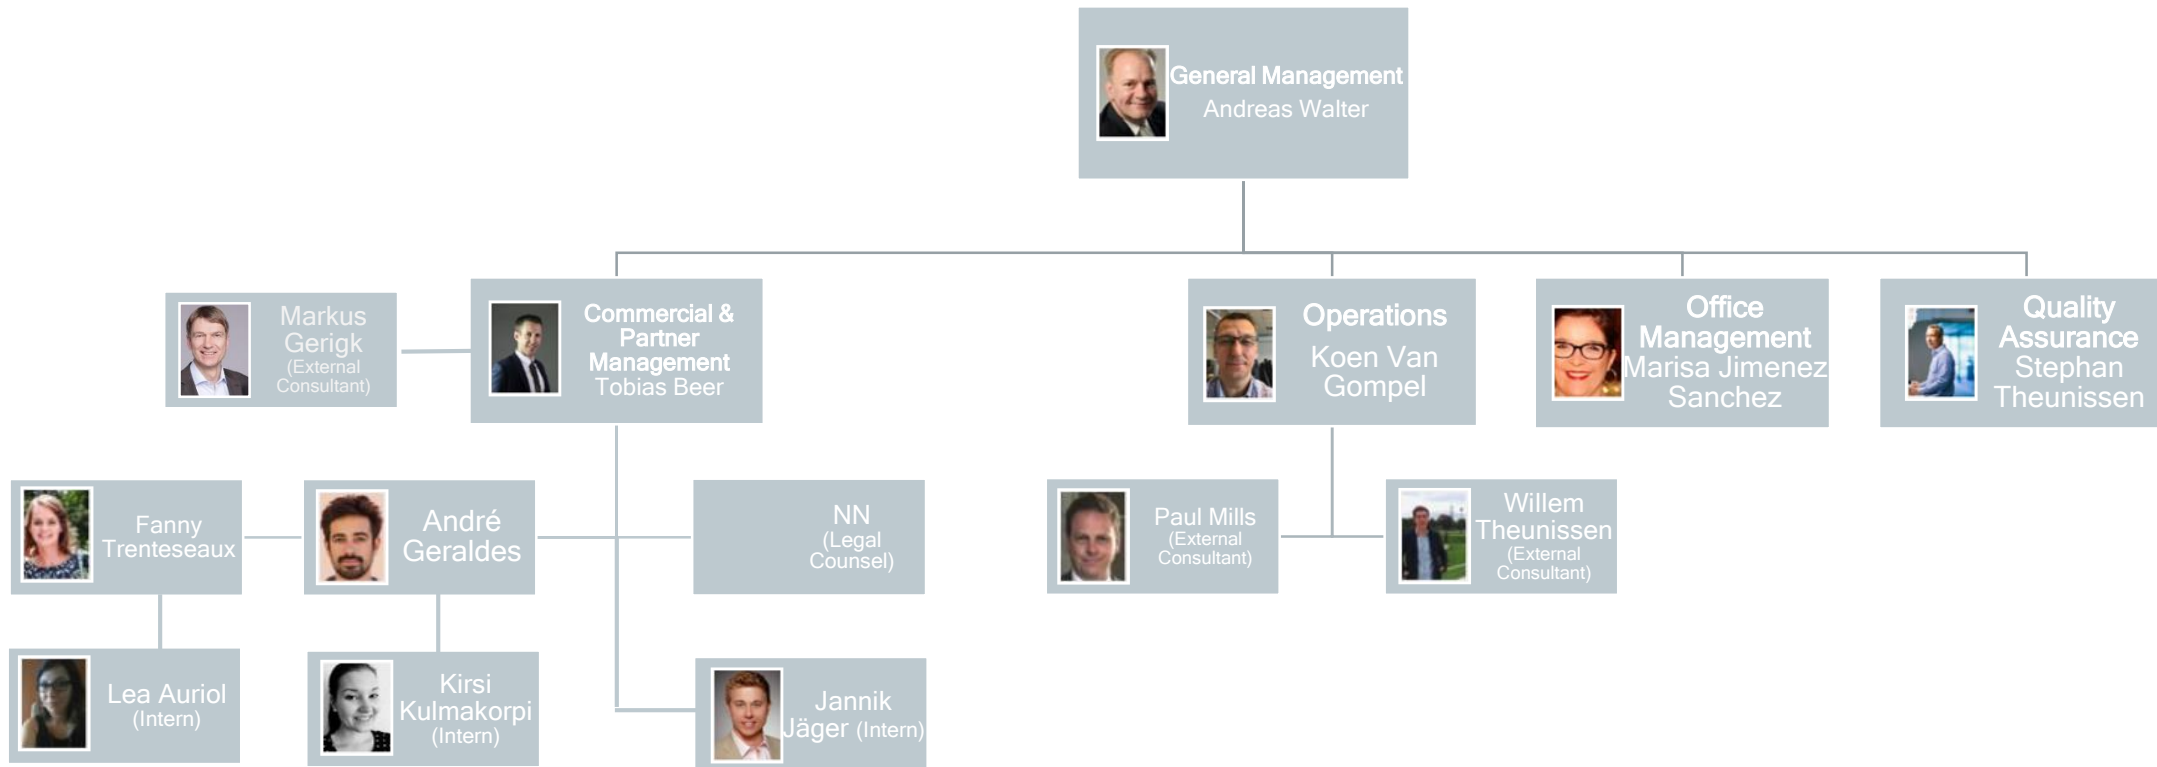 General Management
Andreas Walter
Markus
Gerigk
(External
Consultant)
Commercial &
Partner
Management
Tobias Beer
Operations
Koen Van
Gompel
Office
Management
Marisa Jimenez
Sanchez
Quality
Assurance
Stephan
Theunissen
Fanny
Trenteseaux
André
Geraldes
NN
(Legal
Counsel)
Paul Mills
(External
Consultant)
Willem
Theunissen
(External
Consultant)
Lea Auriol
(Intern)
Kirsi
Kulmakorpi
(Intern)
Jannik
Jäger (Intern)